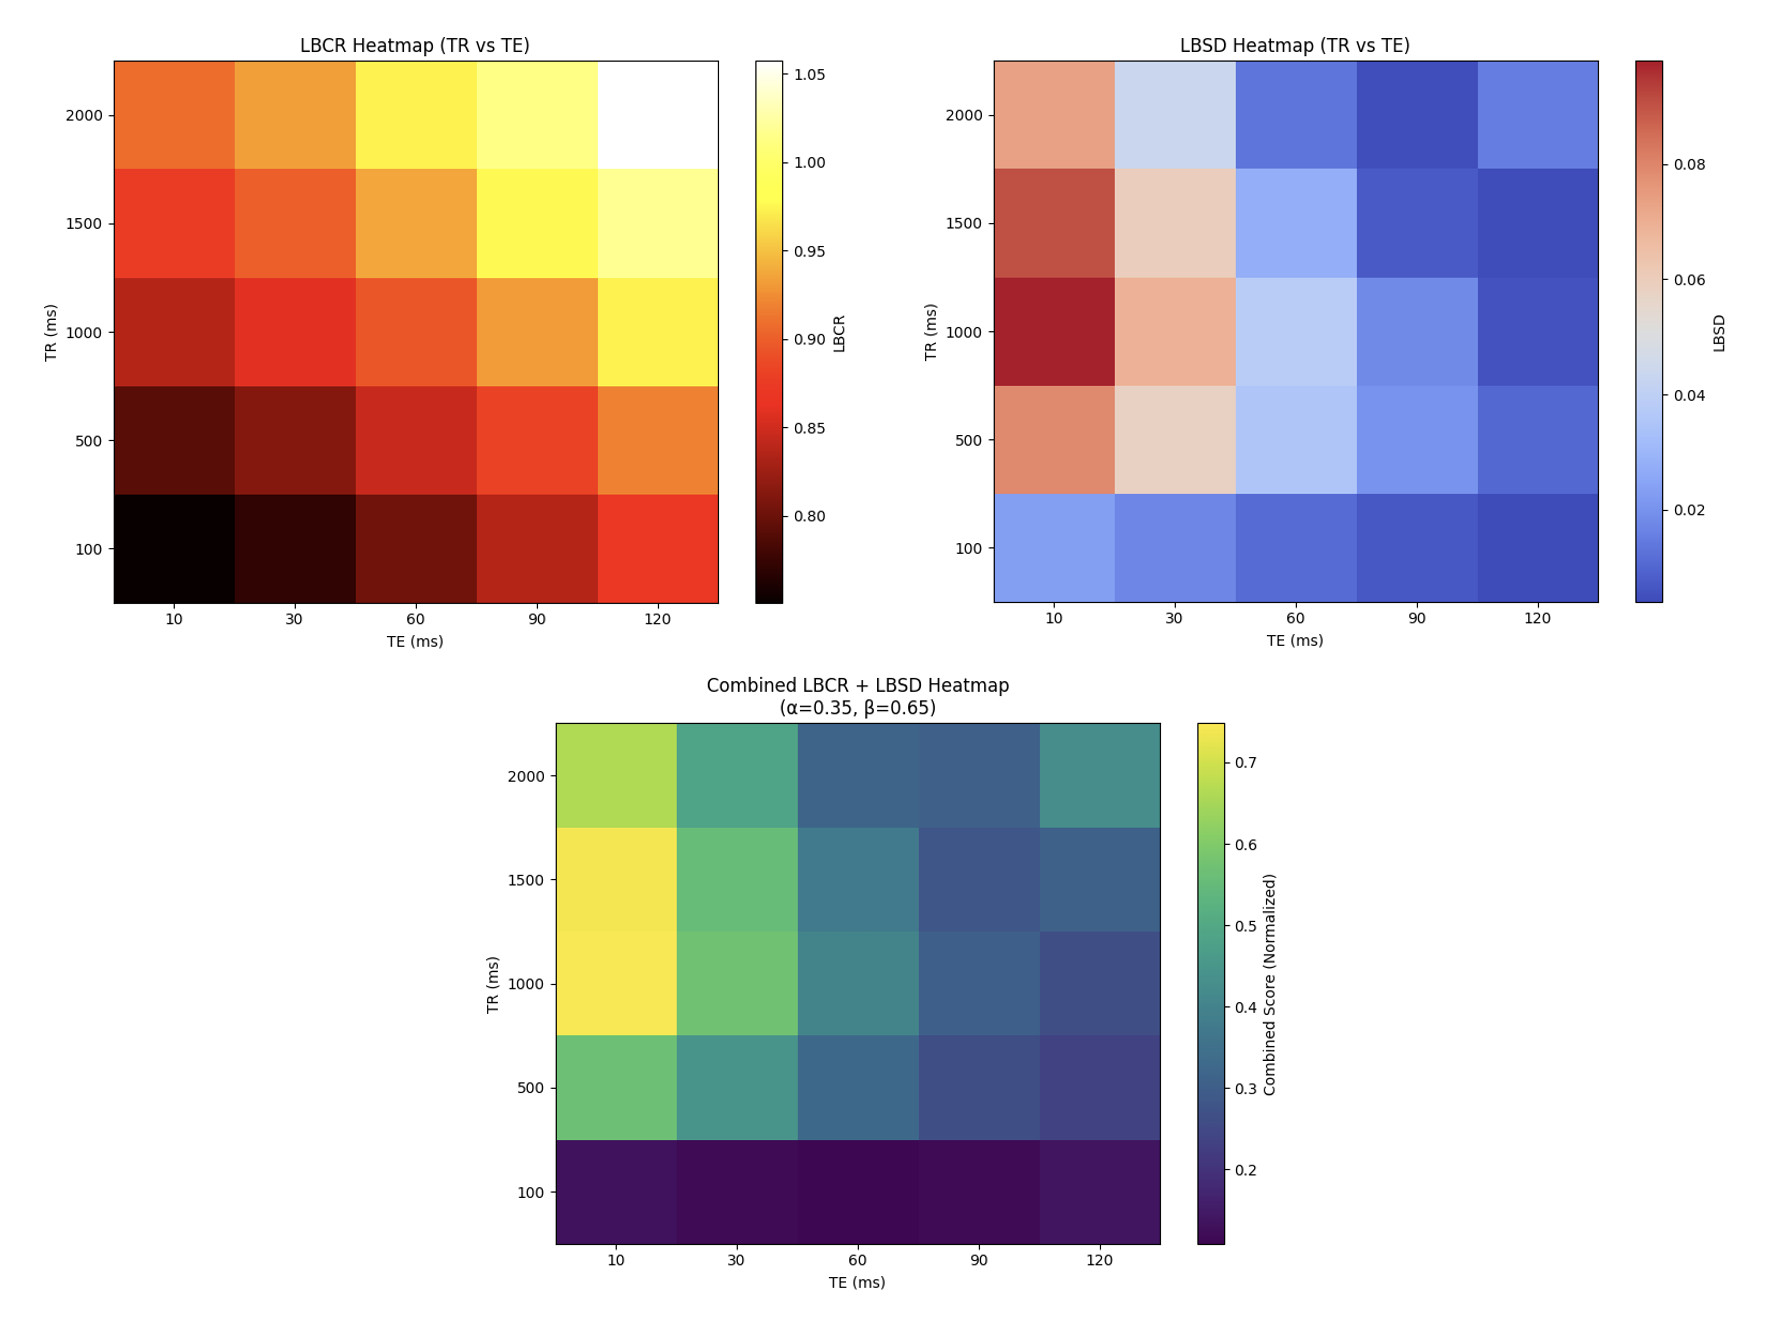 LBCR Heatmap (TR vs TE)
TR (ms)
2000
1500
1000
500
100
10 30 60 90 120
TE (ms)
1.05
1.00
0.95
0.90
0.85
0.80
LBCR
LBSD Heatmap (TR vs TE)
TR (ms)
2000
1500
1000
500
100
10 30 60 90 120
TE (ms)
0.08
0.06
0.04
0.02
LBSD
Combined LBCR + LBSD Heatmap
(α=0.35, β=0.65)
TR (ms)
2000
1500
1000
500
100
10 30 60 90 120
TE (ms)
0.7
0.6
0.5
0.4
0.3
0.2
Combined Score (Normalized)